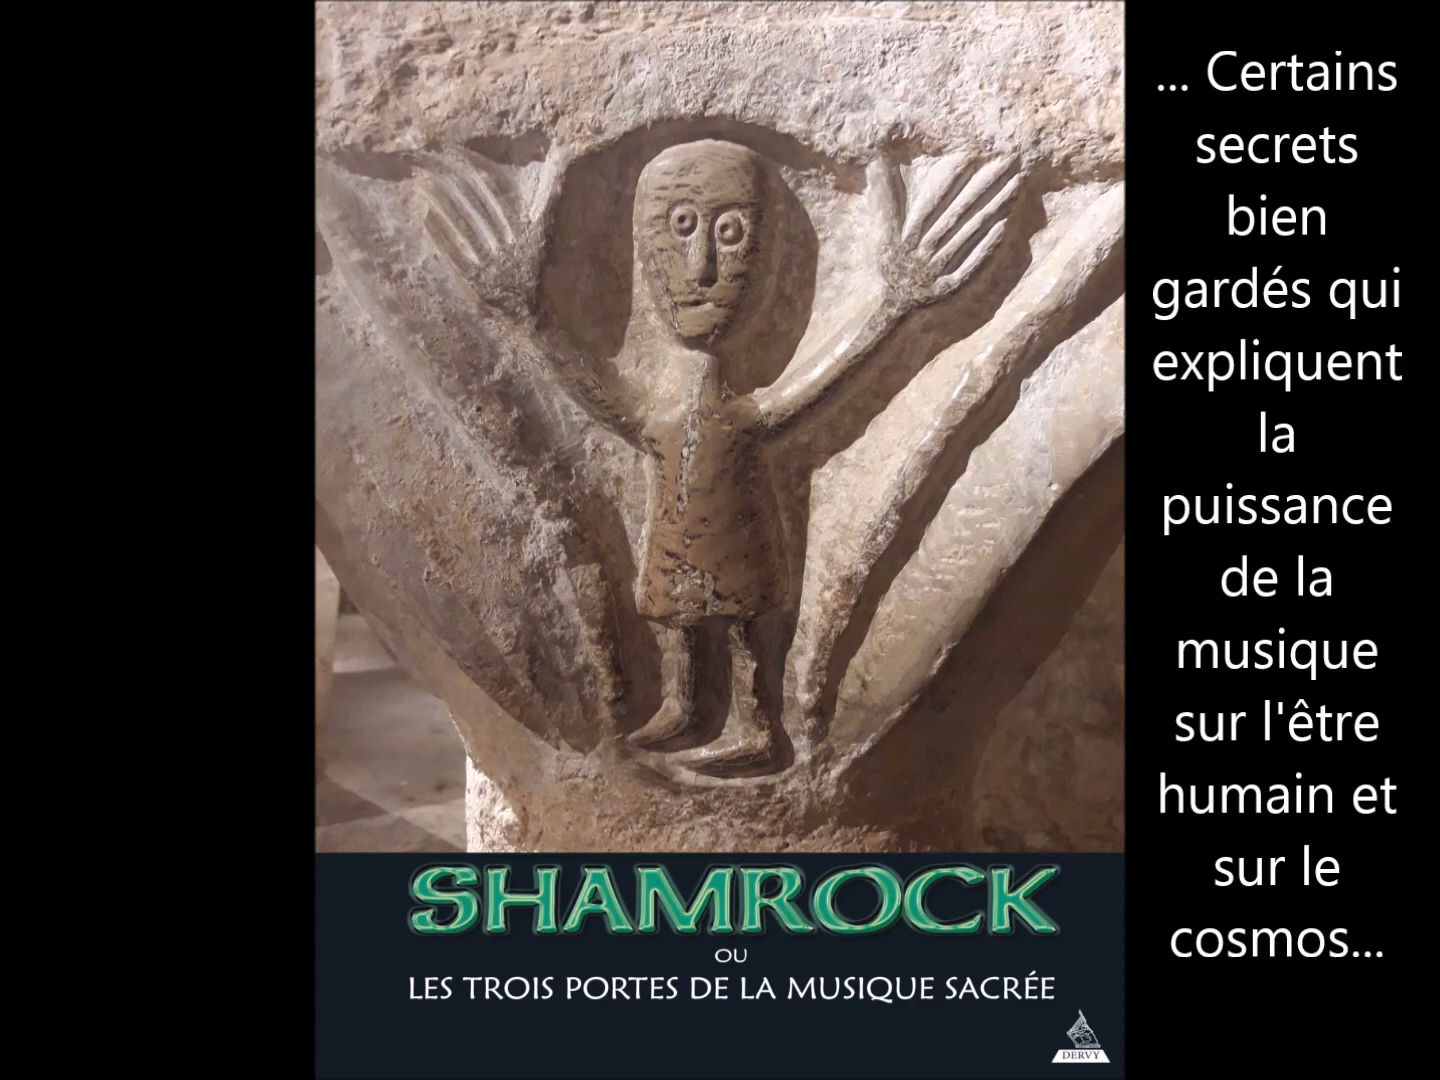 ... Certains
secrets
bien
gardés qui
expliquent
la
puissance
de la
musique
sur l'être
humain et
sur le
cosmos...
SHAMROCK
OU
LES TROIS PORTES DE LA MUSIQUE SACRÉE
DERVY